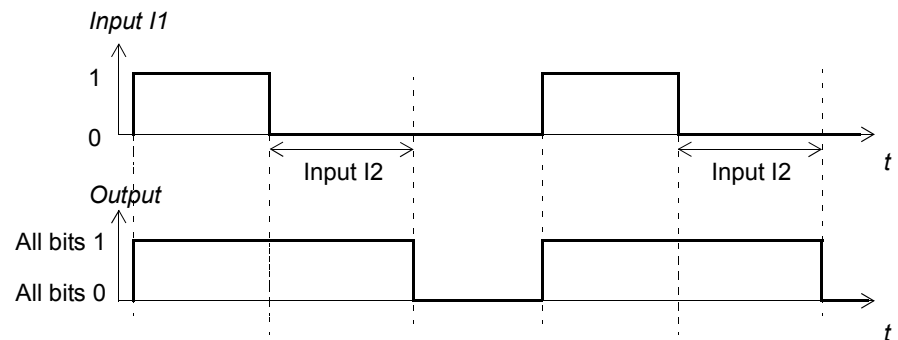 Input I1
1
0
Input I2 Input I2
t
Output
All bits 1
All bits 0
t